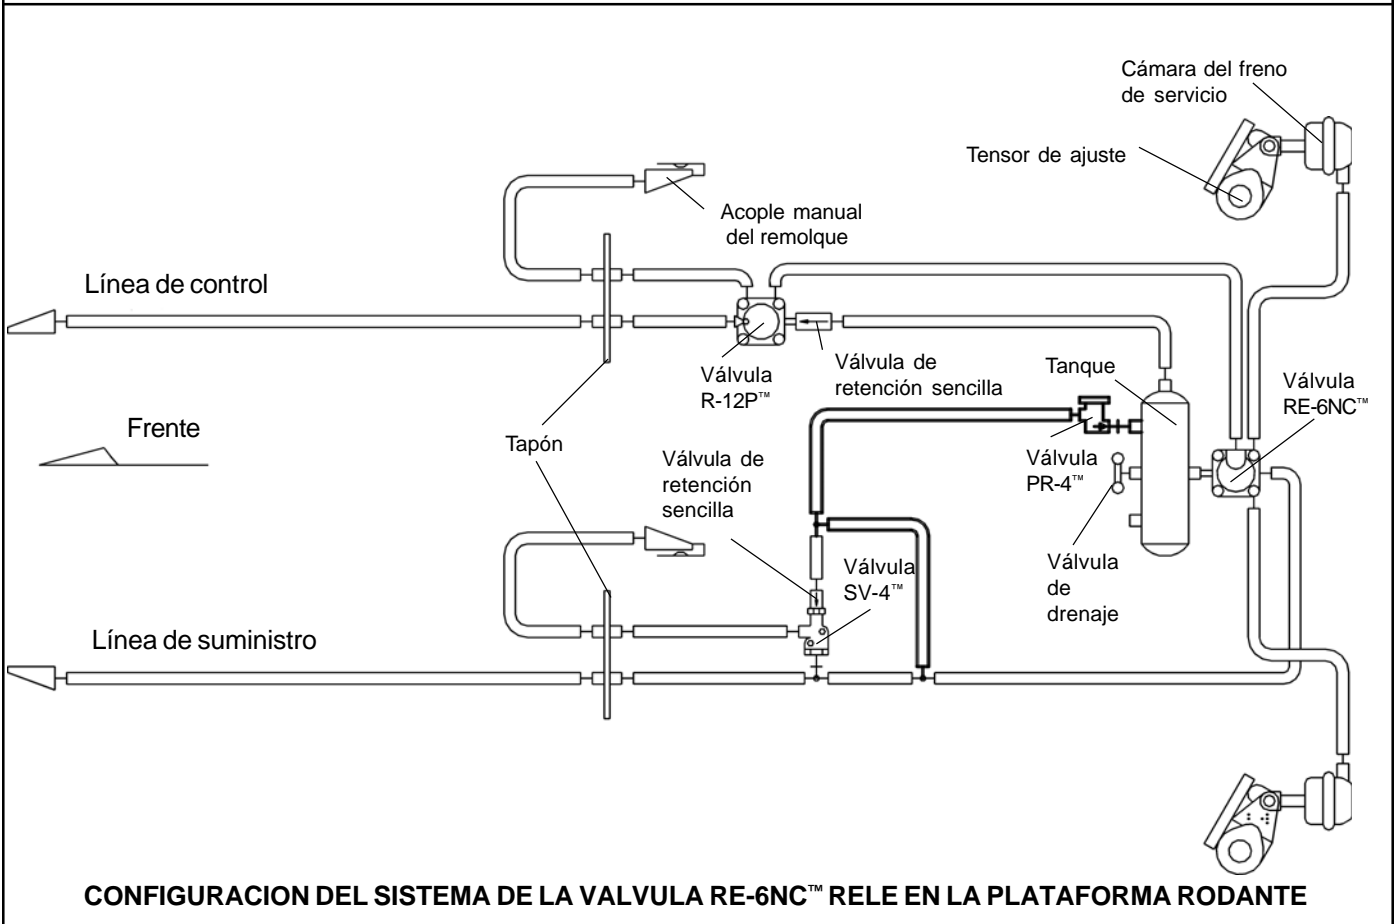 Cámara del freno
de servicio
Tensor de ajuste
Acople manual
del remolque
Línea de control
Válvula
R-12P™
Válvula de
retención sencilla
Tanque
Válvula
RE-6NC™
Frente
Tapón
Válvula de
retención
sencilla
Válvula
PR-4™
Válvula
SV-4™
Válvula
de
drenaje
Línea de suministro
CONFIGURACION DEL SISTEMA DE LA VALVULA RE-6NC™ RELE EN LA PLATAFORMA RODANTE